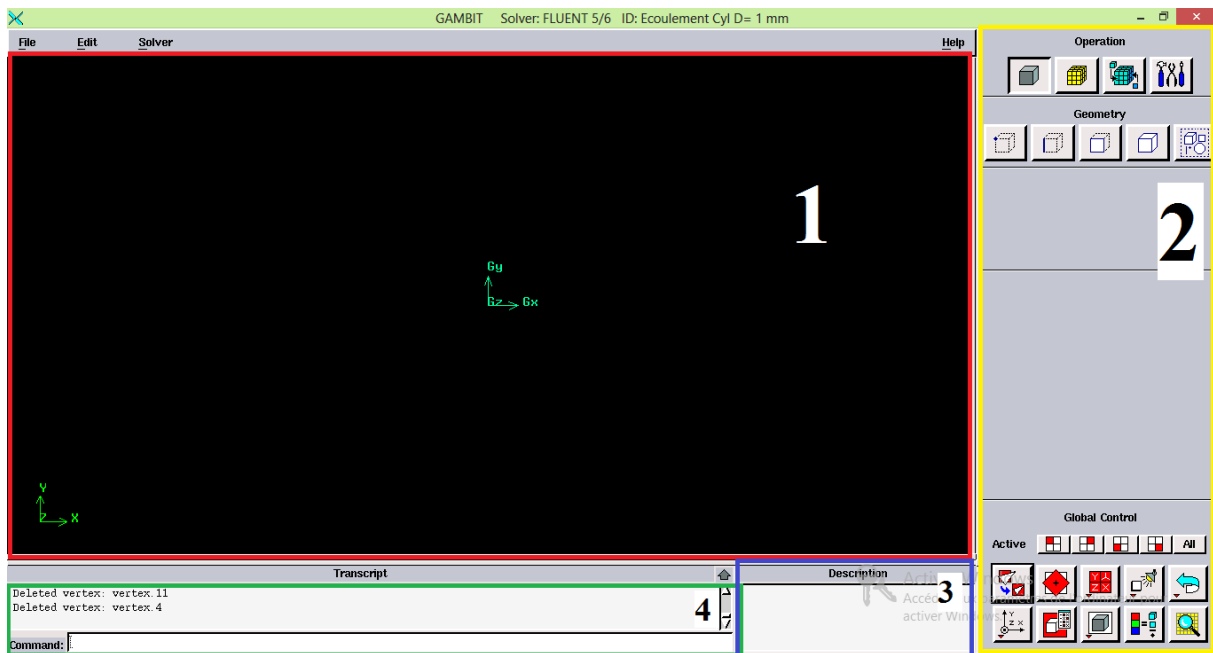 GAMBIT Solver: FLUENT 5/6 ID: Ecoulement Cyl D= 1 mm
File Edit Solver Help
Operation
Geometry
1
2
Gy
Gz Gx
Y
Z X
Global Control
Active All
Transcript
Description
Deleted vertex: vertex.11
Deleted vertex: vertex.4
Command:
4
3
activer Windows.